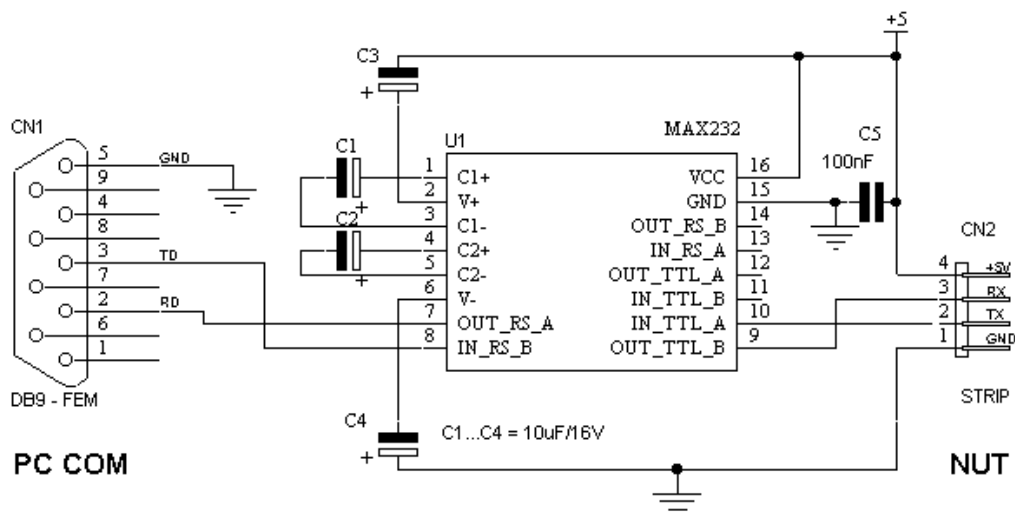 +5
C3
+
CN1
5
GND
9
4
8
3
TD
7
2
RD
6
1
DB9 - FEM
PC COM
C1
+
C2
+
U1
MAX232
1
C1+
2
V+
3
C1-
4
C2+
5
C2-
6
V-
7
OUT_RS_A
8
IN_RS_B
VCC
16
GND
15
OUT_RS_B
14
IN_RS_A
13
OUT_TTL_A
12
IN_TTL_B
11
IN_TTL_A
10
OUT_TTL_B
9
C5
100nF
CN2
4
+5V
3
RX
2
TX
1
GND
STRIP
NUT
C4
+
C1...C4 = 10uF/16V